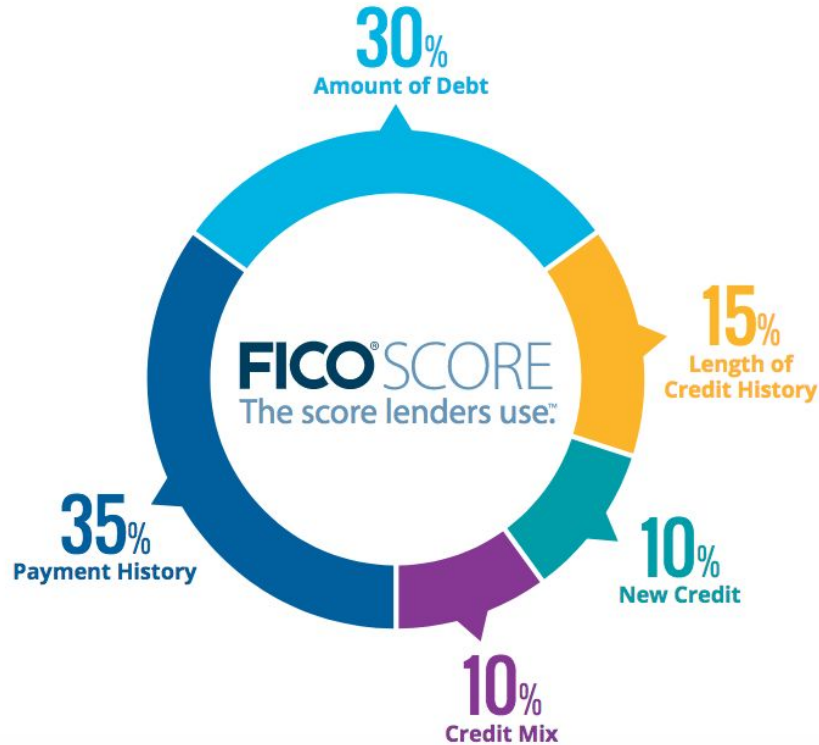 30%
Amount of Debt
15%
Length of
Credit History
FICO® SCORE
The score lenders use.™
35%
Payment History
10%
New Credit
10%
Credit Mix